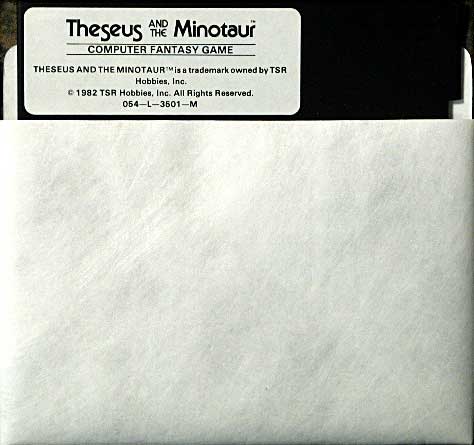 Theseus AND THE Minotaur™
COMPUTER FANTASY GAME
THESEUS AND THE MINOTAUR™ is a trademark owned by TSR
Hobbies, Inc.
© 1982 TSR Hobbies, Inc. All Rights Reserved.
054—L—3501—M